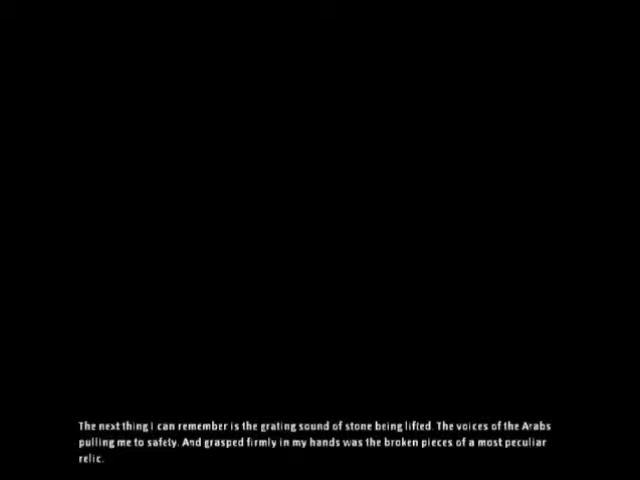 The next thing I can remember is the grating sound of stone being lifted. The voices of the Arabs
pulling me to safety. And grasped firmly in my hands was the broken pieces of a most peculiar
relic.